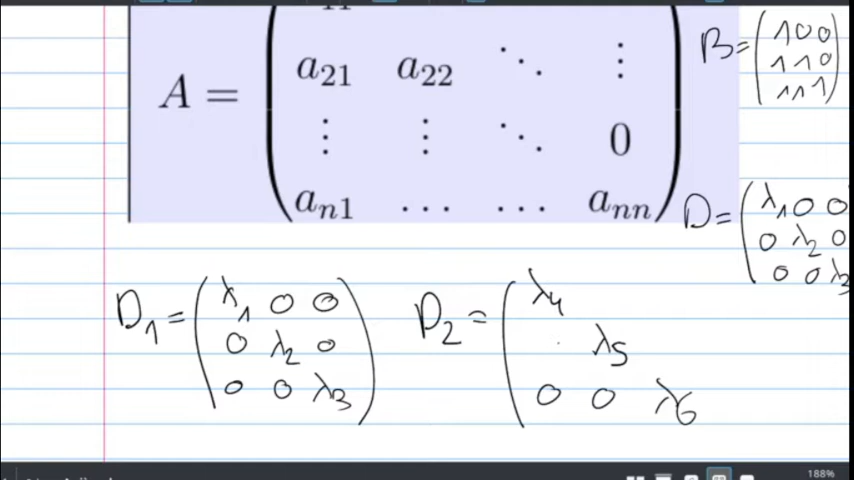 A = ( a21 a22 ⋱ ⋮
⋮ ⋮ ⋱ 0
an1 … … ann )
B = ( 1 0 0
1 1 0
1 1 1 )
D = ( λ1 0 0
0 λ2 0
0 0 λ3
D1 = ( λ1 0 0
0 λ2 0
0 0 λ3 )
D2 = ( λ4
λ5
0 0 λ6
188%